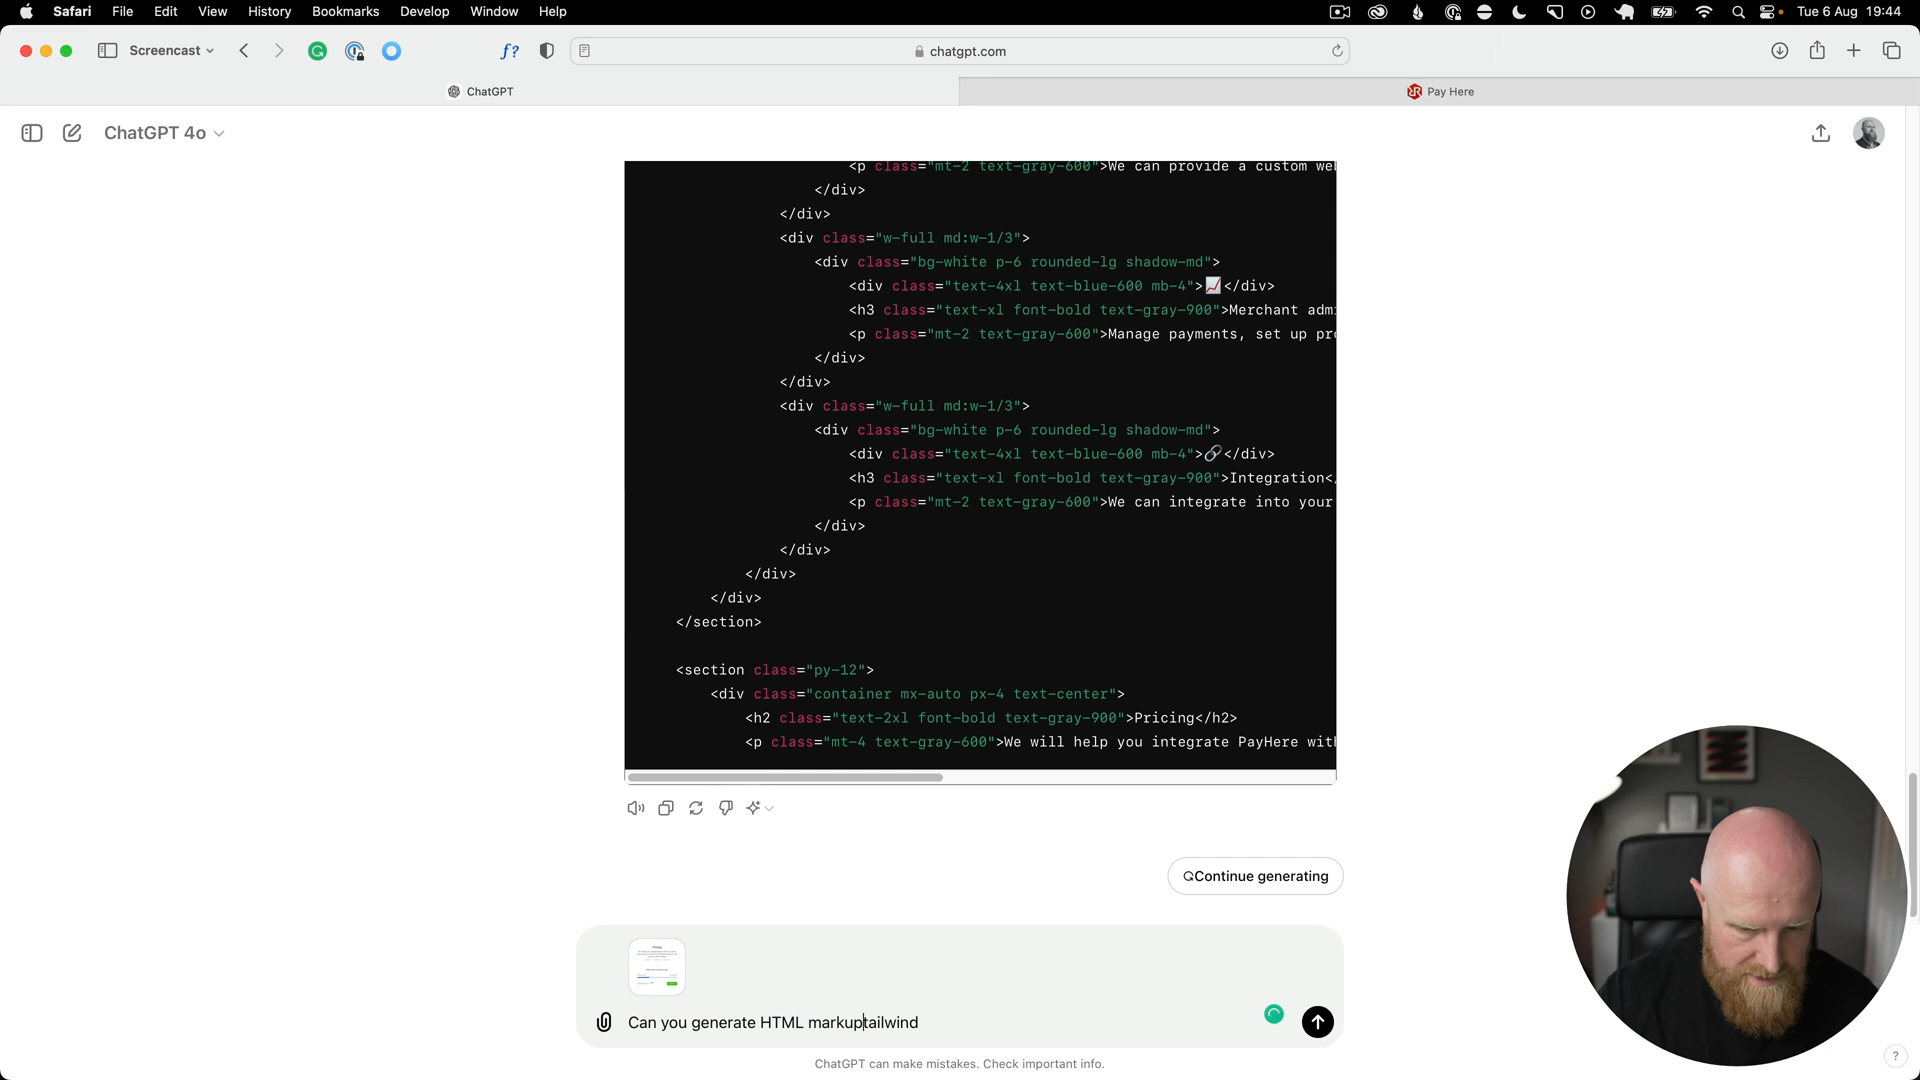 Safari File Edit View History Bookmarks Develop Window Help Tue 6 Aug 19:44
Screencast f? chatgpt.com
ChatGPT Pay Here
ChatGPT 4o
<p class="mt-2 text-gray-600">We can provide a custom we
</div>
</div>
<div class="w-full md:w-1/3">
<div class="bg-white p-6 rounded-lg shadow-md">
<div class="text-4xl text-blue-600 mb-4">📈</div>
<h3 class="text-xl font-bold text-gray-900">Merchant adm
<p class="mt-2 text-gray-600">Manage payments, set up pr
</div>
</div>
<div class="w-full md:w-1/3">
<div class="bg-white p-6 rounded-lg shadow-md">
<div class="text-4xl text-blue-600 mb-4">🔗</div>
<h3 class="text-xl font-bold text-gray-900">Integration<
<p class="mt-2 text-gray-600">We can integrate into your
</div>
</div>
</div>
</div>
</section>
<section class="py-12">
<div class="container mx-auto px-4 text-center">
<h2 class="text-2xl font-bold text-gray-900">Pricing</h2>
<p class="mt-4 text-gray-600">We will help you integrate PayHere wit
Continue generating
Pricing
Can you generate HTML markuptailwind
ChatGPT can make mistakes. Check important info.
?